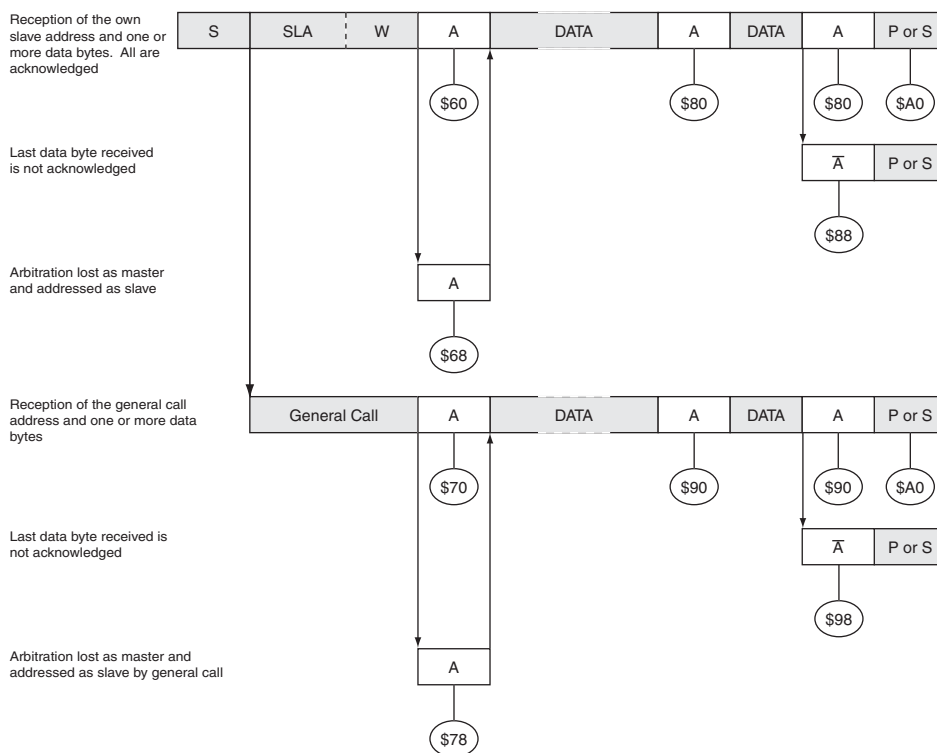 Reception of the own
slave address and one or
more data bytes. All are
acknowledged
S SLA W A DATA A DATA A P or S
$60 $80 $80 $A0
Last data byte received
is not acknowledged
A̅ P or S
$88
Arbitration lost as master
and addressed as slave
A
$68
Reception of the general call
address and one or more data
bytes
General Call A DATA A DATA A P or S
$70 $90 $90 $A0
Last data byte received is
not acknowledged
A̅ P or S
$98
Arbitration lost as master and
addressed as slave by general call
A
$78